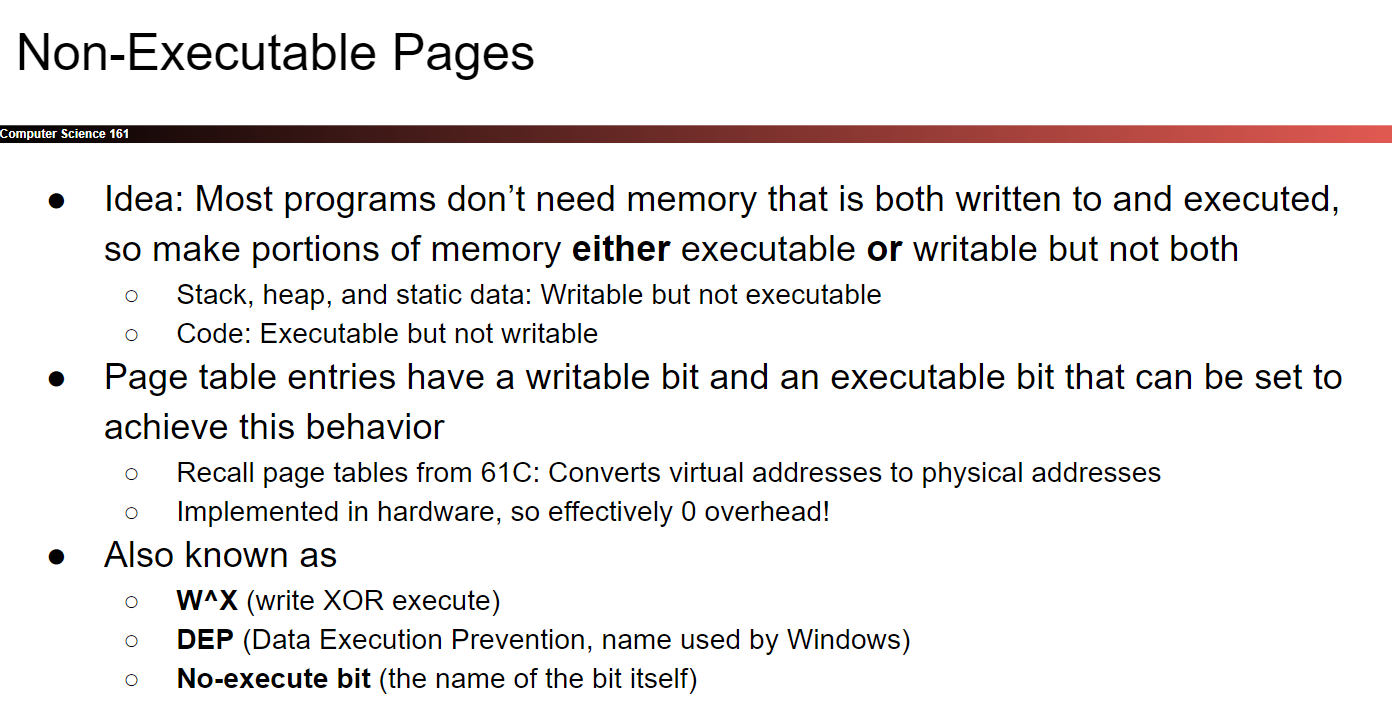 Non-Executable Pages
Computer Science 161
● Idea: Most programs don’t need memory that is both written to and executed,
so make portions of memory either executable or writable but not both
○ Stack, heap, and static data: Writable but not executable
○ Code: Executable but not writable
● Page table entries have a writable bit and an executable bit that can be set to
achieve this behavior
○ Recall page tables from 61C: Converts virtual addresses to physical addresses
○ Implemented in hardware, so effectively 0 overhead!
● Also known as
○ W^X (write XOR execute)
○ DEP (Data Execution Prevention, name used by Windows)
○ No-execute bit (the name of the bit itself)